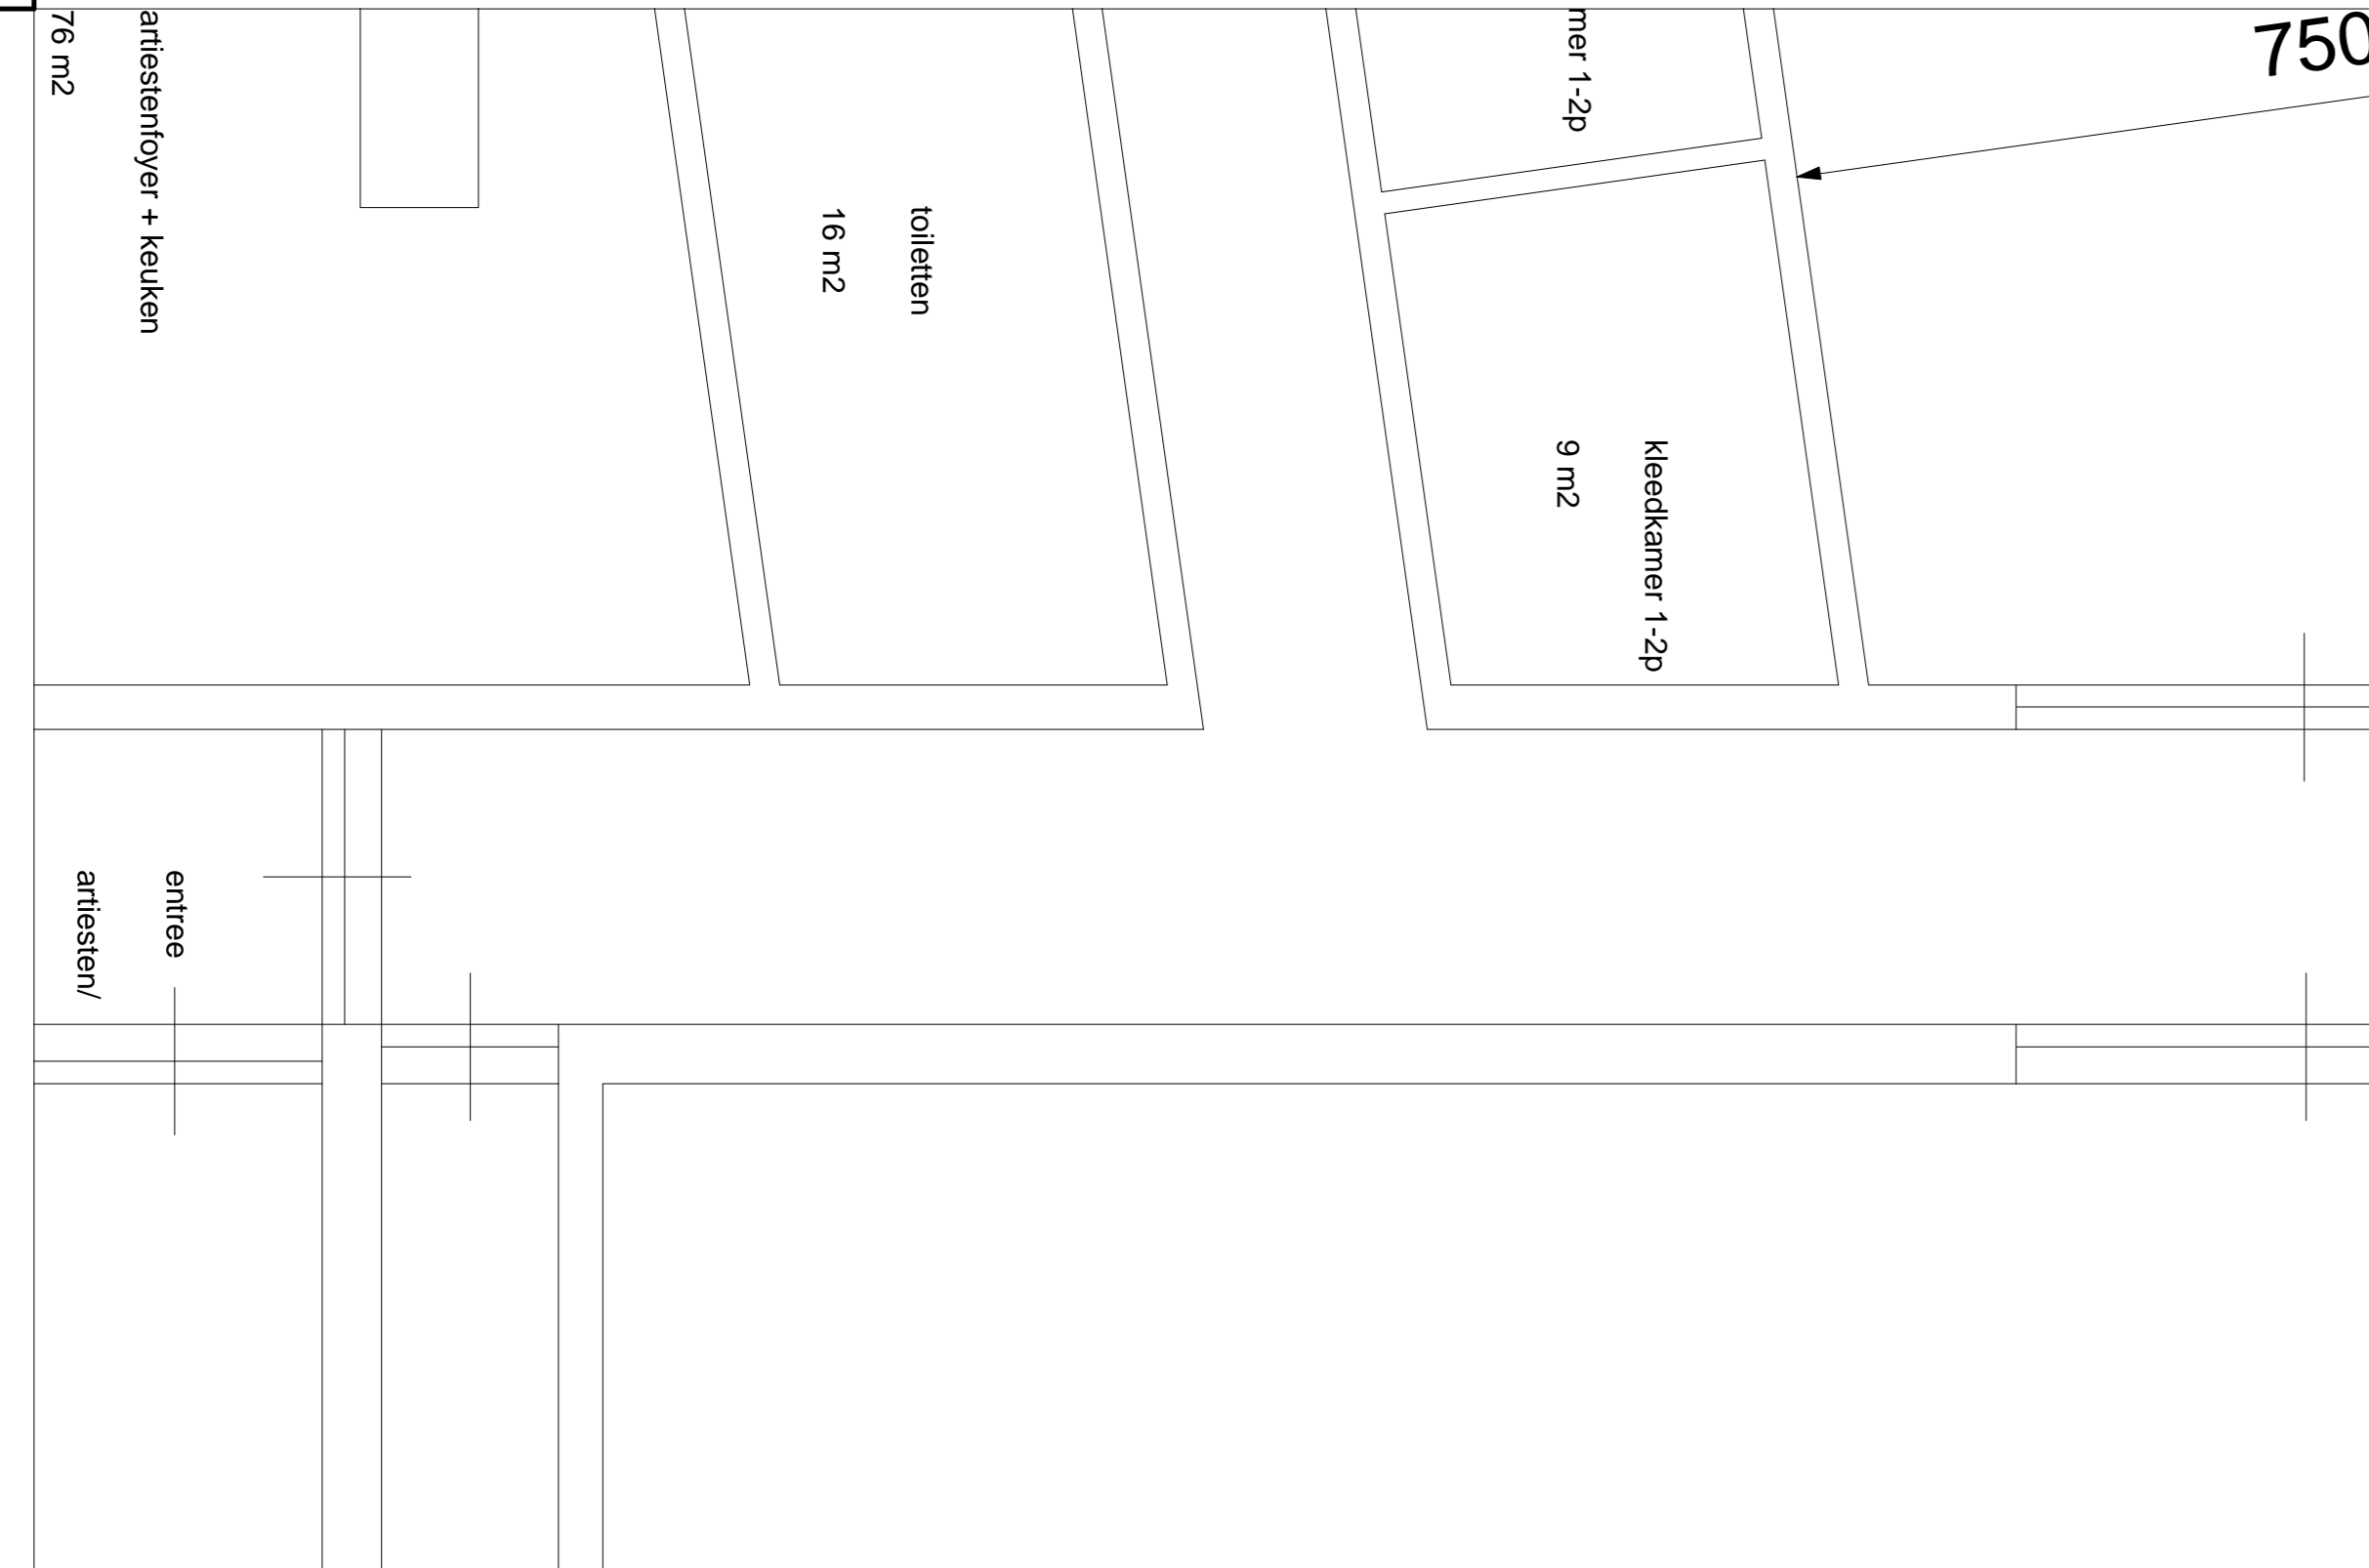 artiestenfoyer + keuken
76 m2
toiletten
16 m2
mer 1-2p
kleedkamer 1-2p
9 m2
750
entree
artiesten/